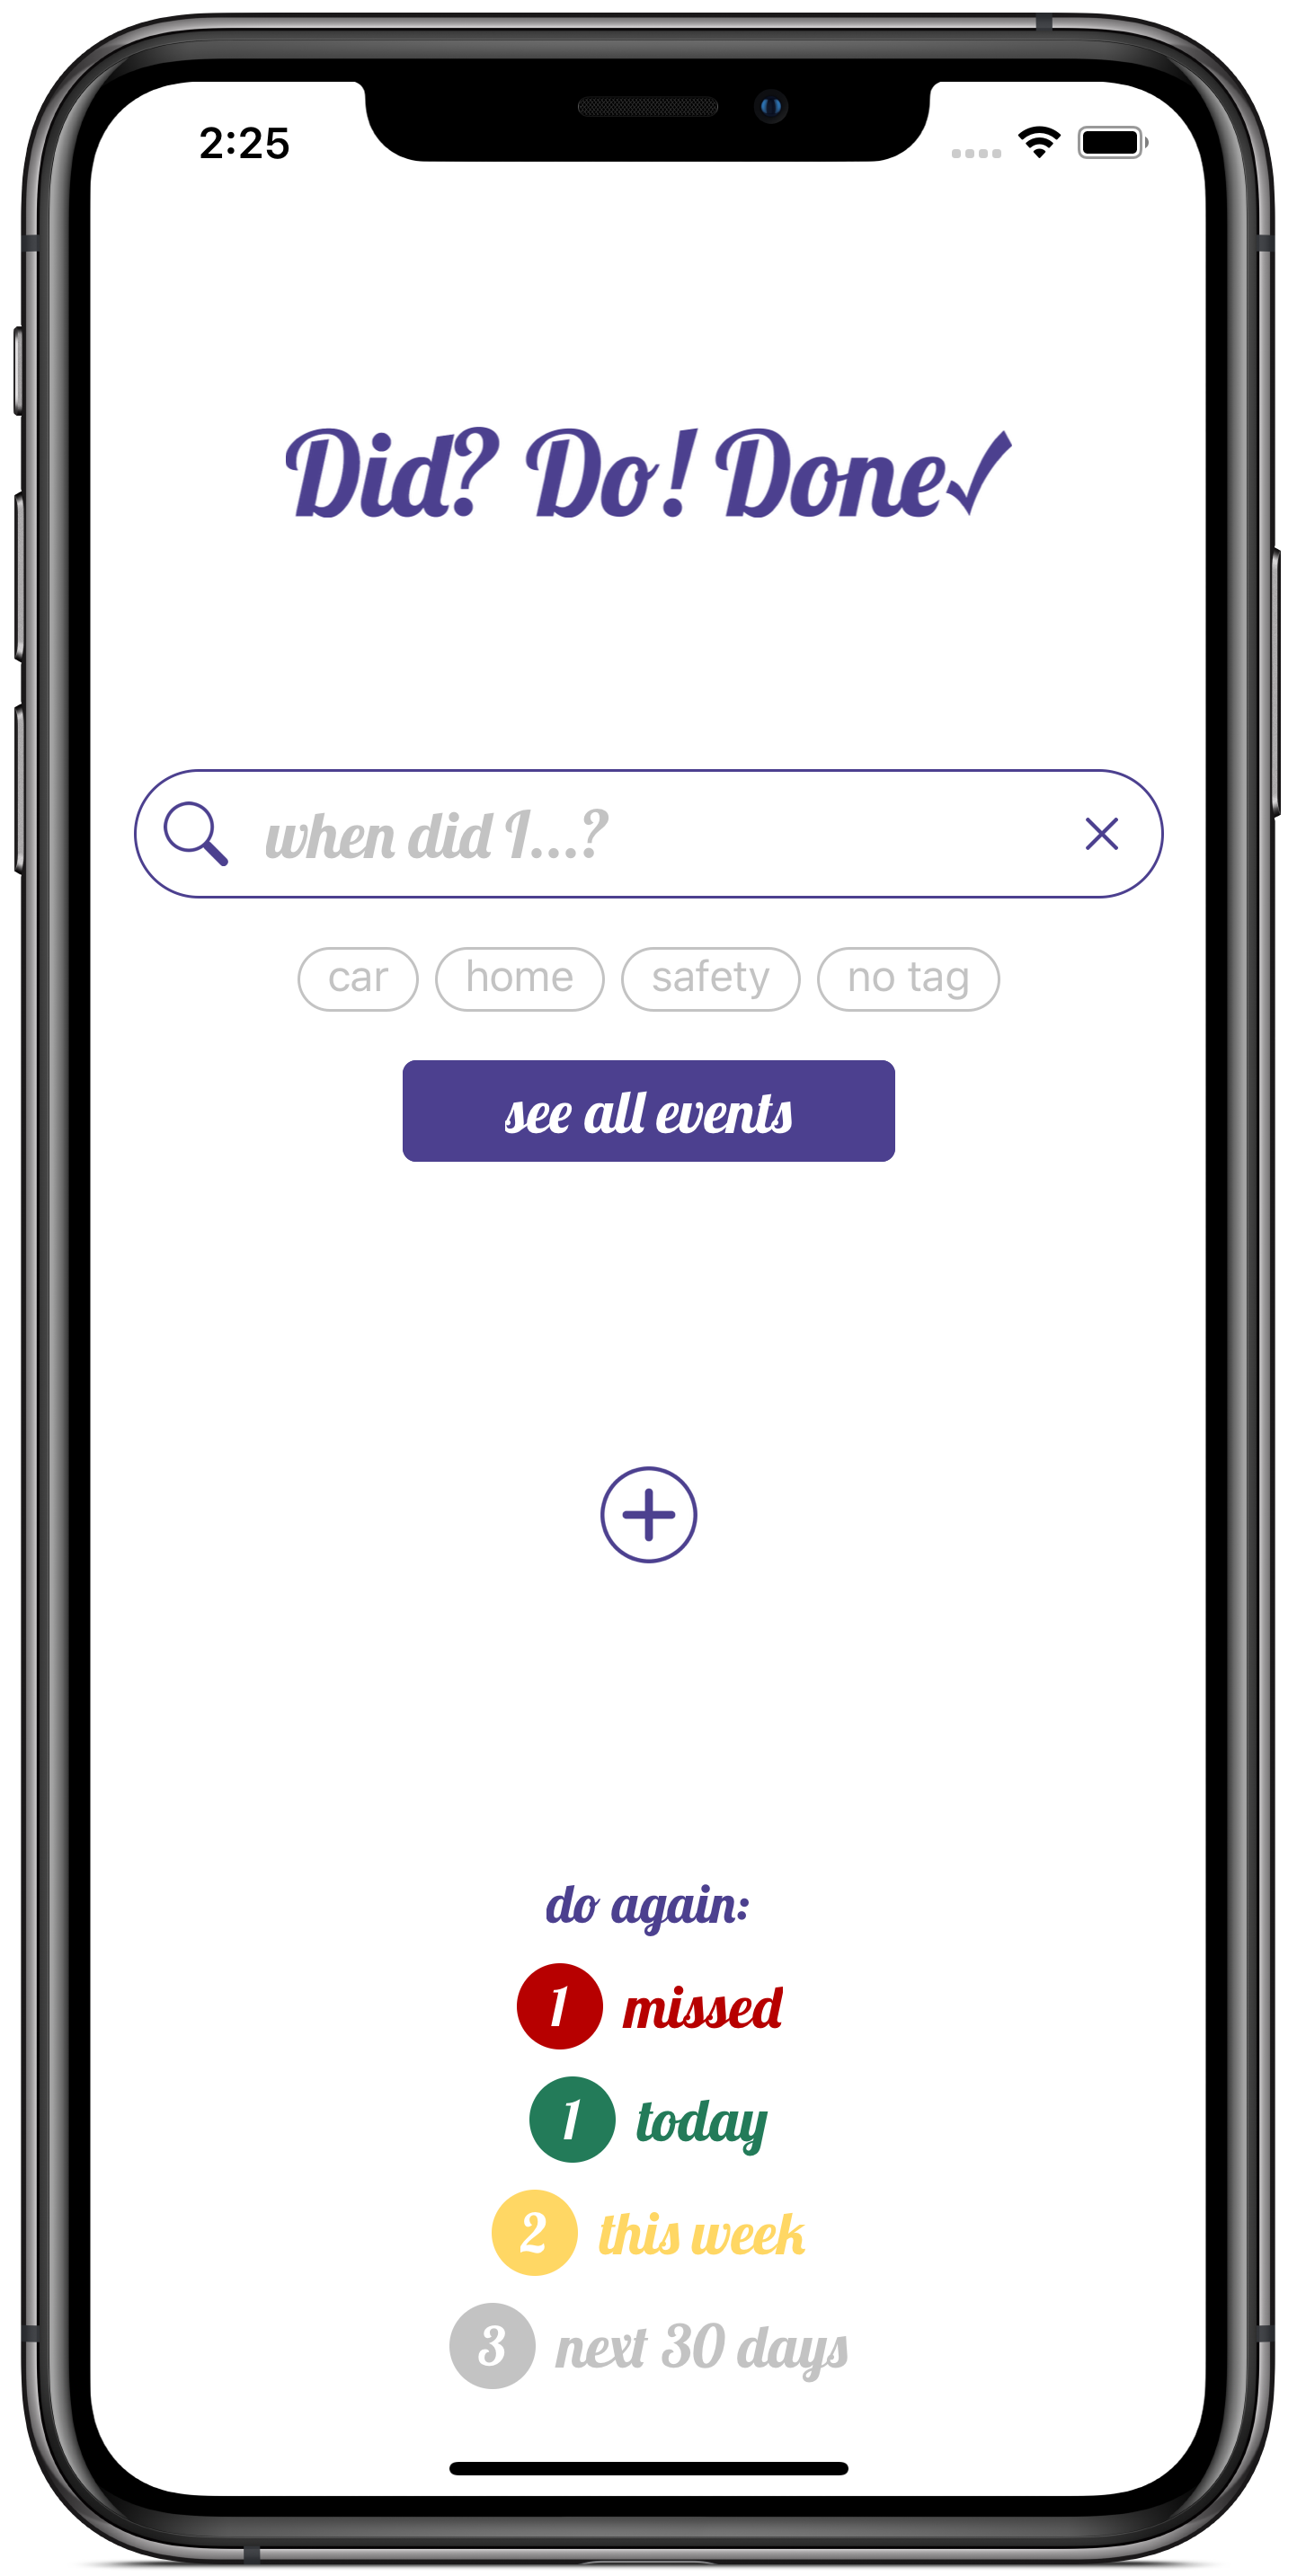 2:25
Did? Do! Done✓
when did I...?
car home safety no tag
see all events
do again:
1 missed
1 today
2 this week
3 next 30 days